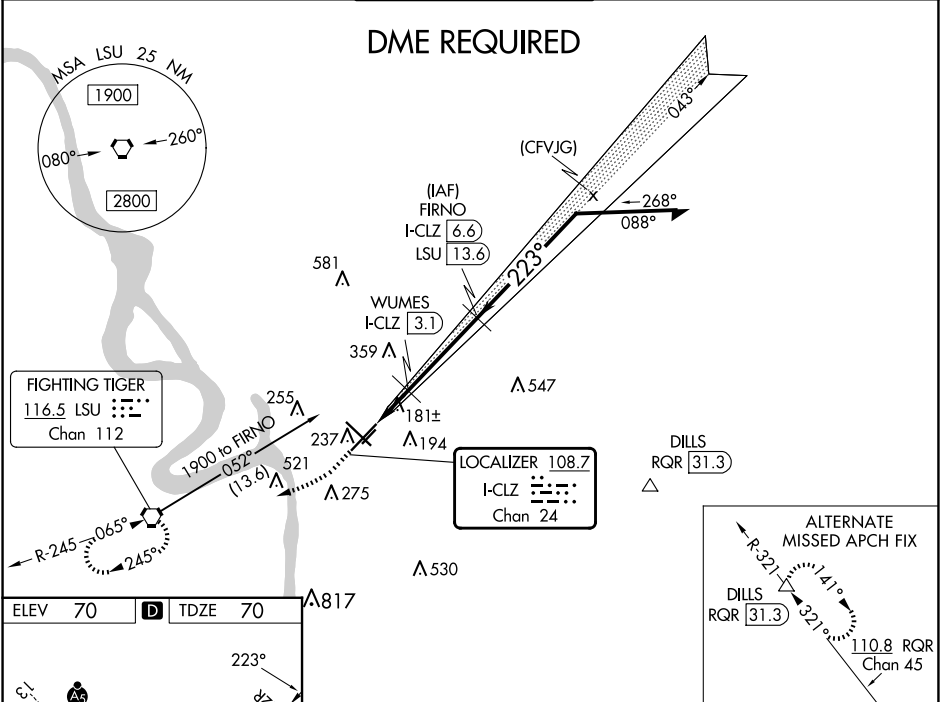 DME REQUIRED
MSA LSU 25 NM
1900
080°
260°
2800
043°
(CFVJG)
268°
088°
223°
(IAF)
FIRNO
I-CLZ 6.6
LSU 13.6
581
WUMES
I-CLZ 3.1
359
547
181±
255
237
194
521
275
530
817
FIGHTING TIGER
116.5 LSU
Chan 112
1900 to FIRNO
052°
(13.6)
R-245
065°
245°
LOCALIZER 108.7
I-CLZ
Chan 24
DILLS
RQR 31.3
ALTERNATE
MISSED APCH FIX
R-321
141°
321°
DILLS
RQR 31.3
110.8 RQR
Chan 45
ELEV 70 D TDZE 70
223°
A5